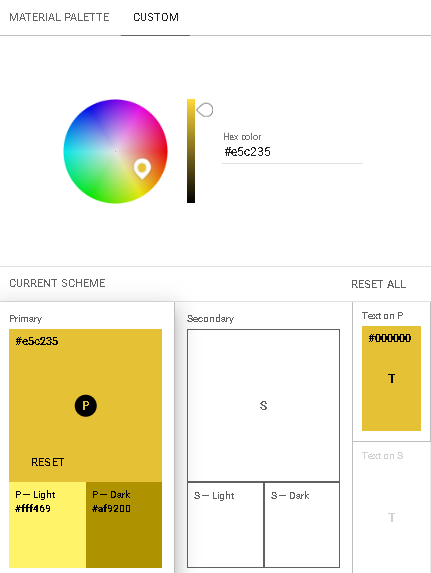 MATERIAL PALETTE CUSTOM
Hex color
#e5c235
CURRENT SCHEME RESET ALL
Primary
#e5c235
P
RESET
P — Light
#fff469
P — Dark
#af9200
Secondary
S
S — Light
S — Dark
Text on P
#000000
T
Text on S
T